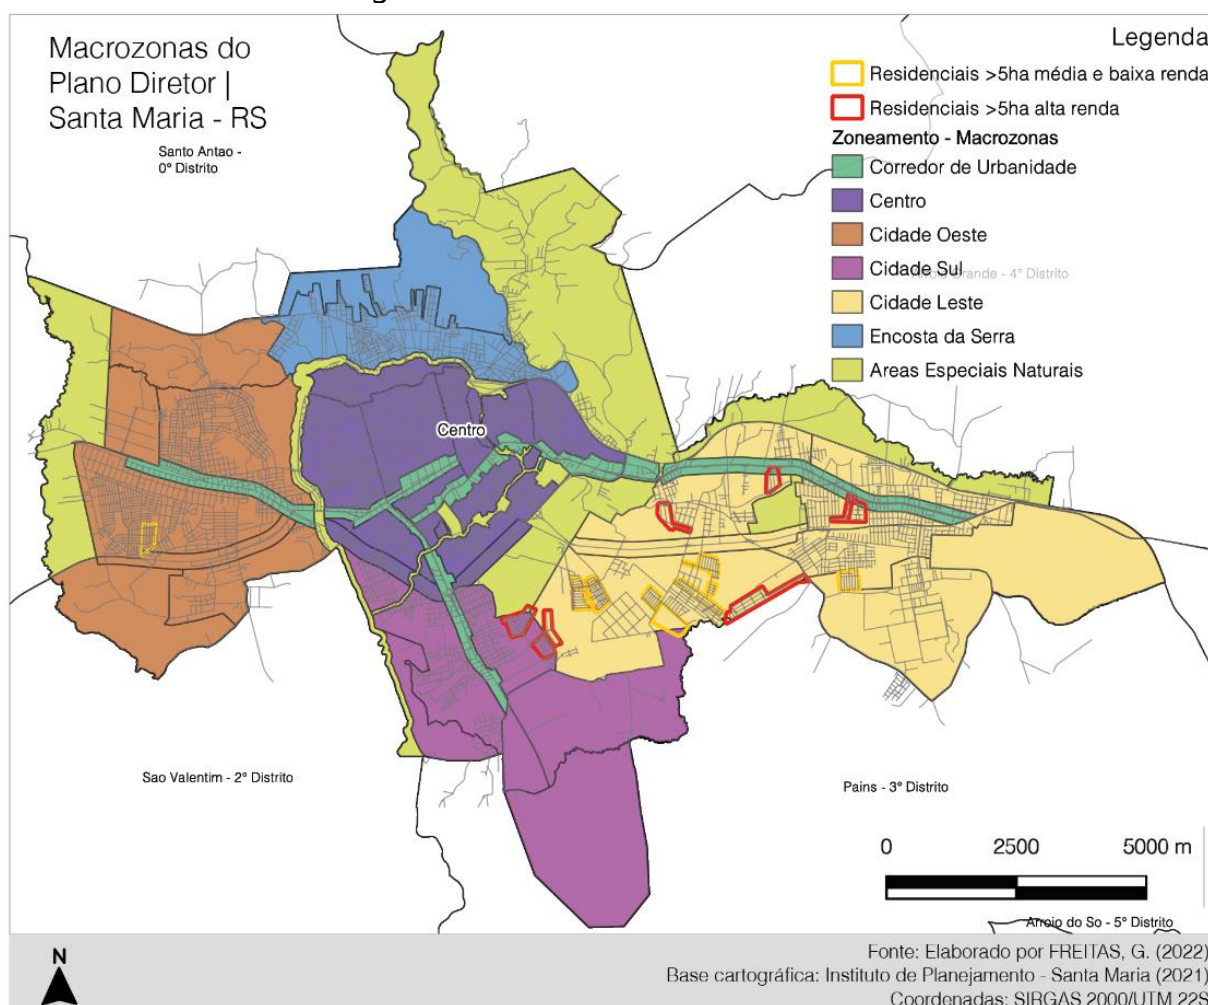 Macrozonas do
Plano Diretor |
Santa Maria - RS
Santo Antao -
0º Distrito
Legenda
Residenciais >5ha média e baixa renda
Residenciais >5ha alta renda
Zoneamento - Macrozonas
Corredor de Urbanidade
Centro
Cidade Oeste
Cidade Sul
Grande - 4º Distrito
Cidade Leste
Encosta da Serra
Areas Especiais Naturais
Centro
Sao Valentim - 2º Distrito
Pains - 3º Distrito
0 2500 5000 m
Arroio do So - 5º Distrito
N
Fonte: Elaborado por FREITAS, G. (2022)
Base cartográfica: Instituto de Planejamento - Santa Maria (2021)
Coordenadas: SIRGAS 2000/UTM 22S